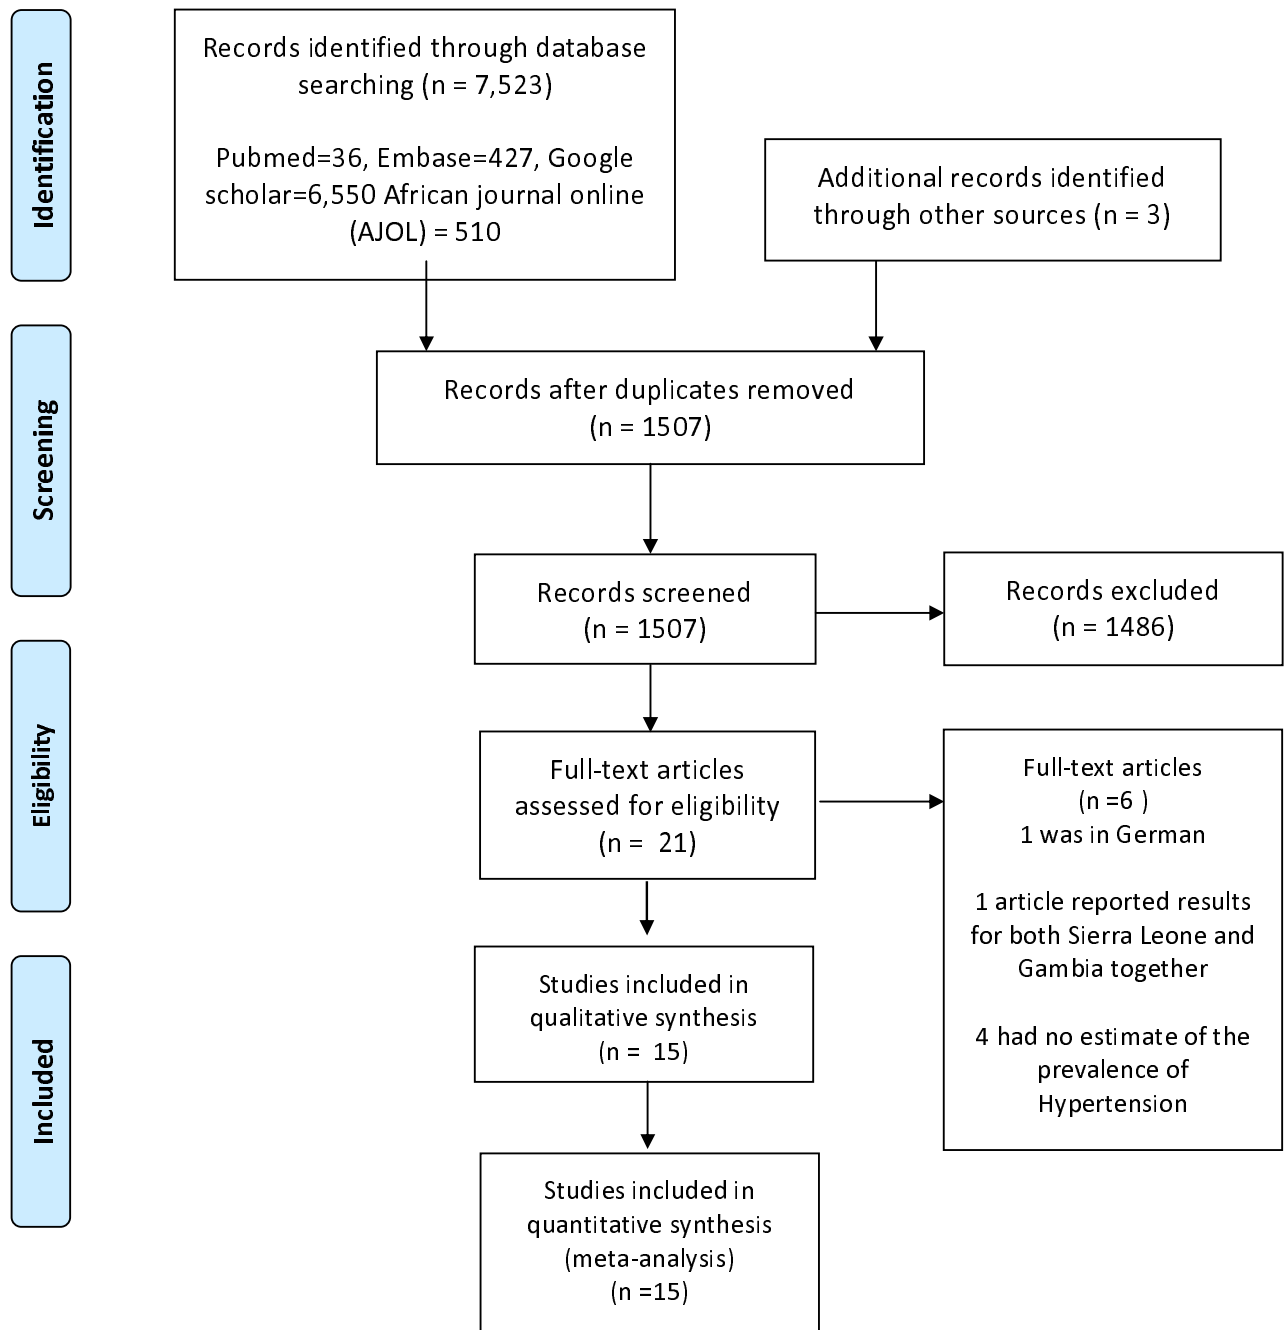 Identification
Records identified through database
searching (n = 7,523)
Pubmed=36, Embase=427, Google
scholar=6,550 African journal online
(AJOL) = 510
Additional records identified
through other sources (n = 3)
Screening
Records after duplicates removed
(n = 1507)
Records screened
(n = 1507)
Records excluded
(n = 1486)
Eligibility
Full-text articles
assessed for eligibility
(n = 21)
Full-text articles
(n =6 )
1 was in German
1 article reported results
for both Sierra Leone and
Gambia together
4 had no estimate of the
prevalence of
Hypertension
Included
Studies included in
qualitative synthesis
(n = 15)
Studies included in
quantitative synthesis
(meta-analysis)
(n =15)